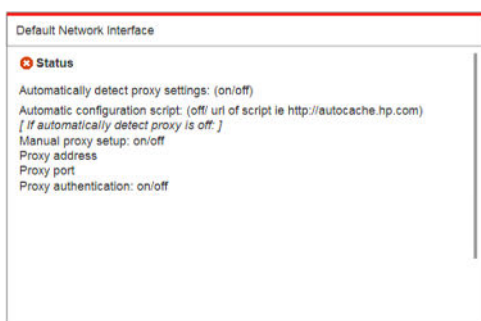 Default Network Interface
Status
Automatically detect proxy settings: (on/off)
Automatic configuration script: (off/ url of script ie http://autocache.hp.com)
[ If automatically detect proxy is off: ]
Manual proxy setup: on/off
Proxy address
Proxy port
Proxy authentication: on/off